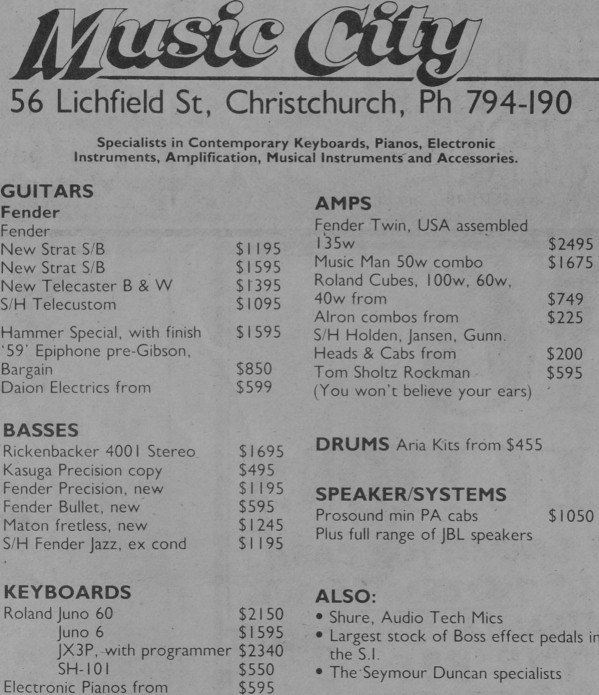 Music City
56 Lichfield St, Christchurch, Ph 794-190
Specialists in Contemporary Keyboards, Pianos, Electronic
Instruments, Amplification, Musical Instruments and Accessories.
GUITARS
Fender
Fender
New Strat S/B $1195
New Strat S/B $1595
New Telecaster B & W $1395
S/H Telecustom $1095
Hammer Special, with finish $1595
'59' Epiphone pre-Gibson,
Bargain $850
Daion Electrics from $599
BASSES
Rickenbacker 4001 Stereo $1695
Kasuga Precision copy $495
Fender Precision, new $1195
Fender Bullet, new $595
Maton fretless, new $1245
S/H Fender Jazz, ex cond $1195
KEYBOARDS
Roland Juno 60 $2150
Juno 6 $1595
JX3P, with programmer $2340
SH-101 $550
Electronic Pianos from $595
AMPS
Fender Twin, USA assembled
135w $2495
Music Man 50w combo $1675
Roland Cubes, 100w, 60w,
40w from $749
Alron combos from $225
S/H Holden, Jansen, Gunn.
Heads & Cabs from $200
Tom Sholtz Rockman $595
(You won't believe your ears)
DRUMS Aria Kits from $455
SPEAKER/SYSTEMS
Prosound min PA cabs $1050
Plus full range of JBL speakers
ALSO:
• Shure, Audio Tech Mics
• Largest stock of Boss effect pedals in
the S.I.
• The Seymour Duncan specialists